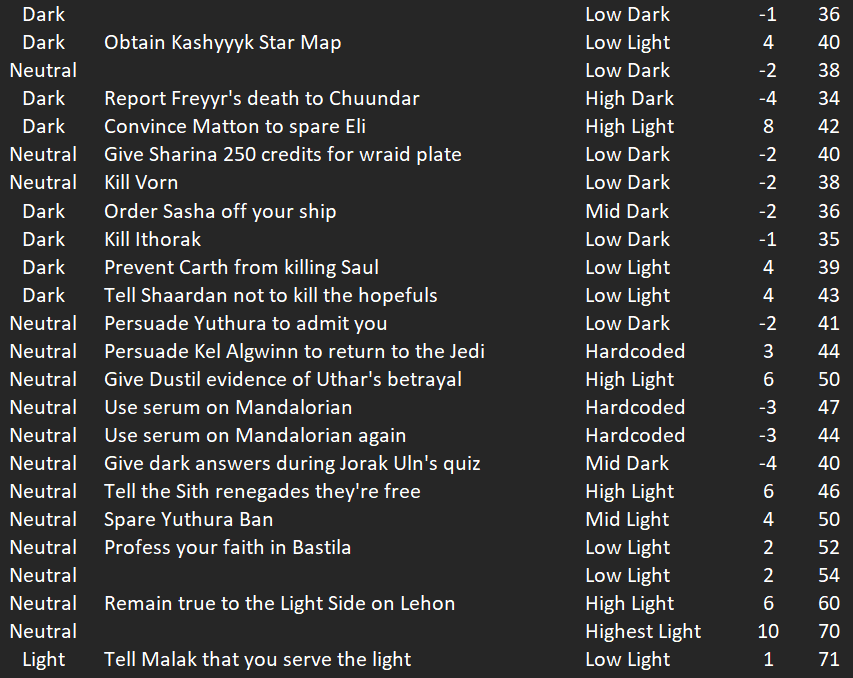 Dark Low Dark -1 36
Dark Obtain Kashyyyk Star Map Low Light 4 40
Neutral Low Dark -2 38
Dark Report Freyyr's death to Chuundar High Dark -4 34
Dark Convince Matton to spare Eli High Light 8 42
Neutral Give Sharina 250 credits for wraid plate Low Dark -2 40
Neutral Kill Vorn Low Dark -2 38
Dark Order Sasha off your ship Mid Dark -2 36
Dark Kill Ithorak Low Dark -1 35
Dark Prevent Carth from killing Saul Low Light 4 39
Dark Tell Shaardan not to kill the hopefuls Low Light 4 43
Neutral Persuade Yuthura to admit you Low Dark -2 41
Neutral Persuade Kel Algwinn to return to the Jedi Hardcoded 3 44
Neutral Give Dustil evidence of Uthar's betrayal High Light 6 50
Neutral Use serum on Mandalorian Hardcoded -3 47
Neutral Use serum on Mandalorian again Hardcoded -3 44
Neutral Give dark answers during Jorak Uln's quiz Mid Dark -4 40
Neutral Tell the Sith renegades they're free High Light 6 46
Neutral Spare Yuthura Ban Mid Light 4 50
Neutral Profess your faith in Bastila Low Light 2 52
Neutral Low Light 2 54
Neutral Remain true to the Light Side on Lehon High Light 6 60
Neutral Highest Light 10 70
Light Tell Malak that you serve the light Low Light 1 71